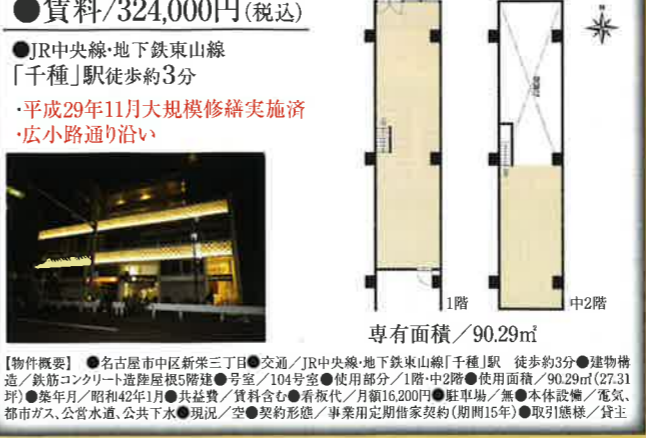 ●賃料/324,000円(税込)
●JR中央線・地下鉄東山線
「千種」駅徒歩約3分
・平成29年11月大規模修繕実施済
・広小路通り沿い
N
1階
中2階
専有面積／90.29㎡
【物件概要】 ●名古屋市中区新栄三丁目●交通／JR中央線・地下鉄東山線「千種」駅 徒歩約3分●建物構
造／鉄筋コンクリート造陸屋根5階建●号室／104号室●使用部分／1階・中2階●使用面積／90.29㎡(27.31
坪)●築年月／昭和42年1月●共益費／賃料含む●看板代／月額16,200円●駐車場／無●本体設備／電気、
都市ガス、公営水道、公共下水●現況／空●契約形態／事業用定期借家契約(期間15年)●取引態様／貸主